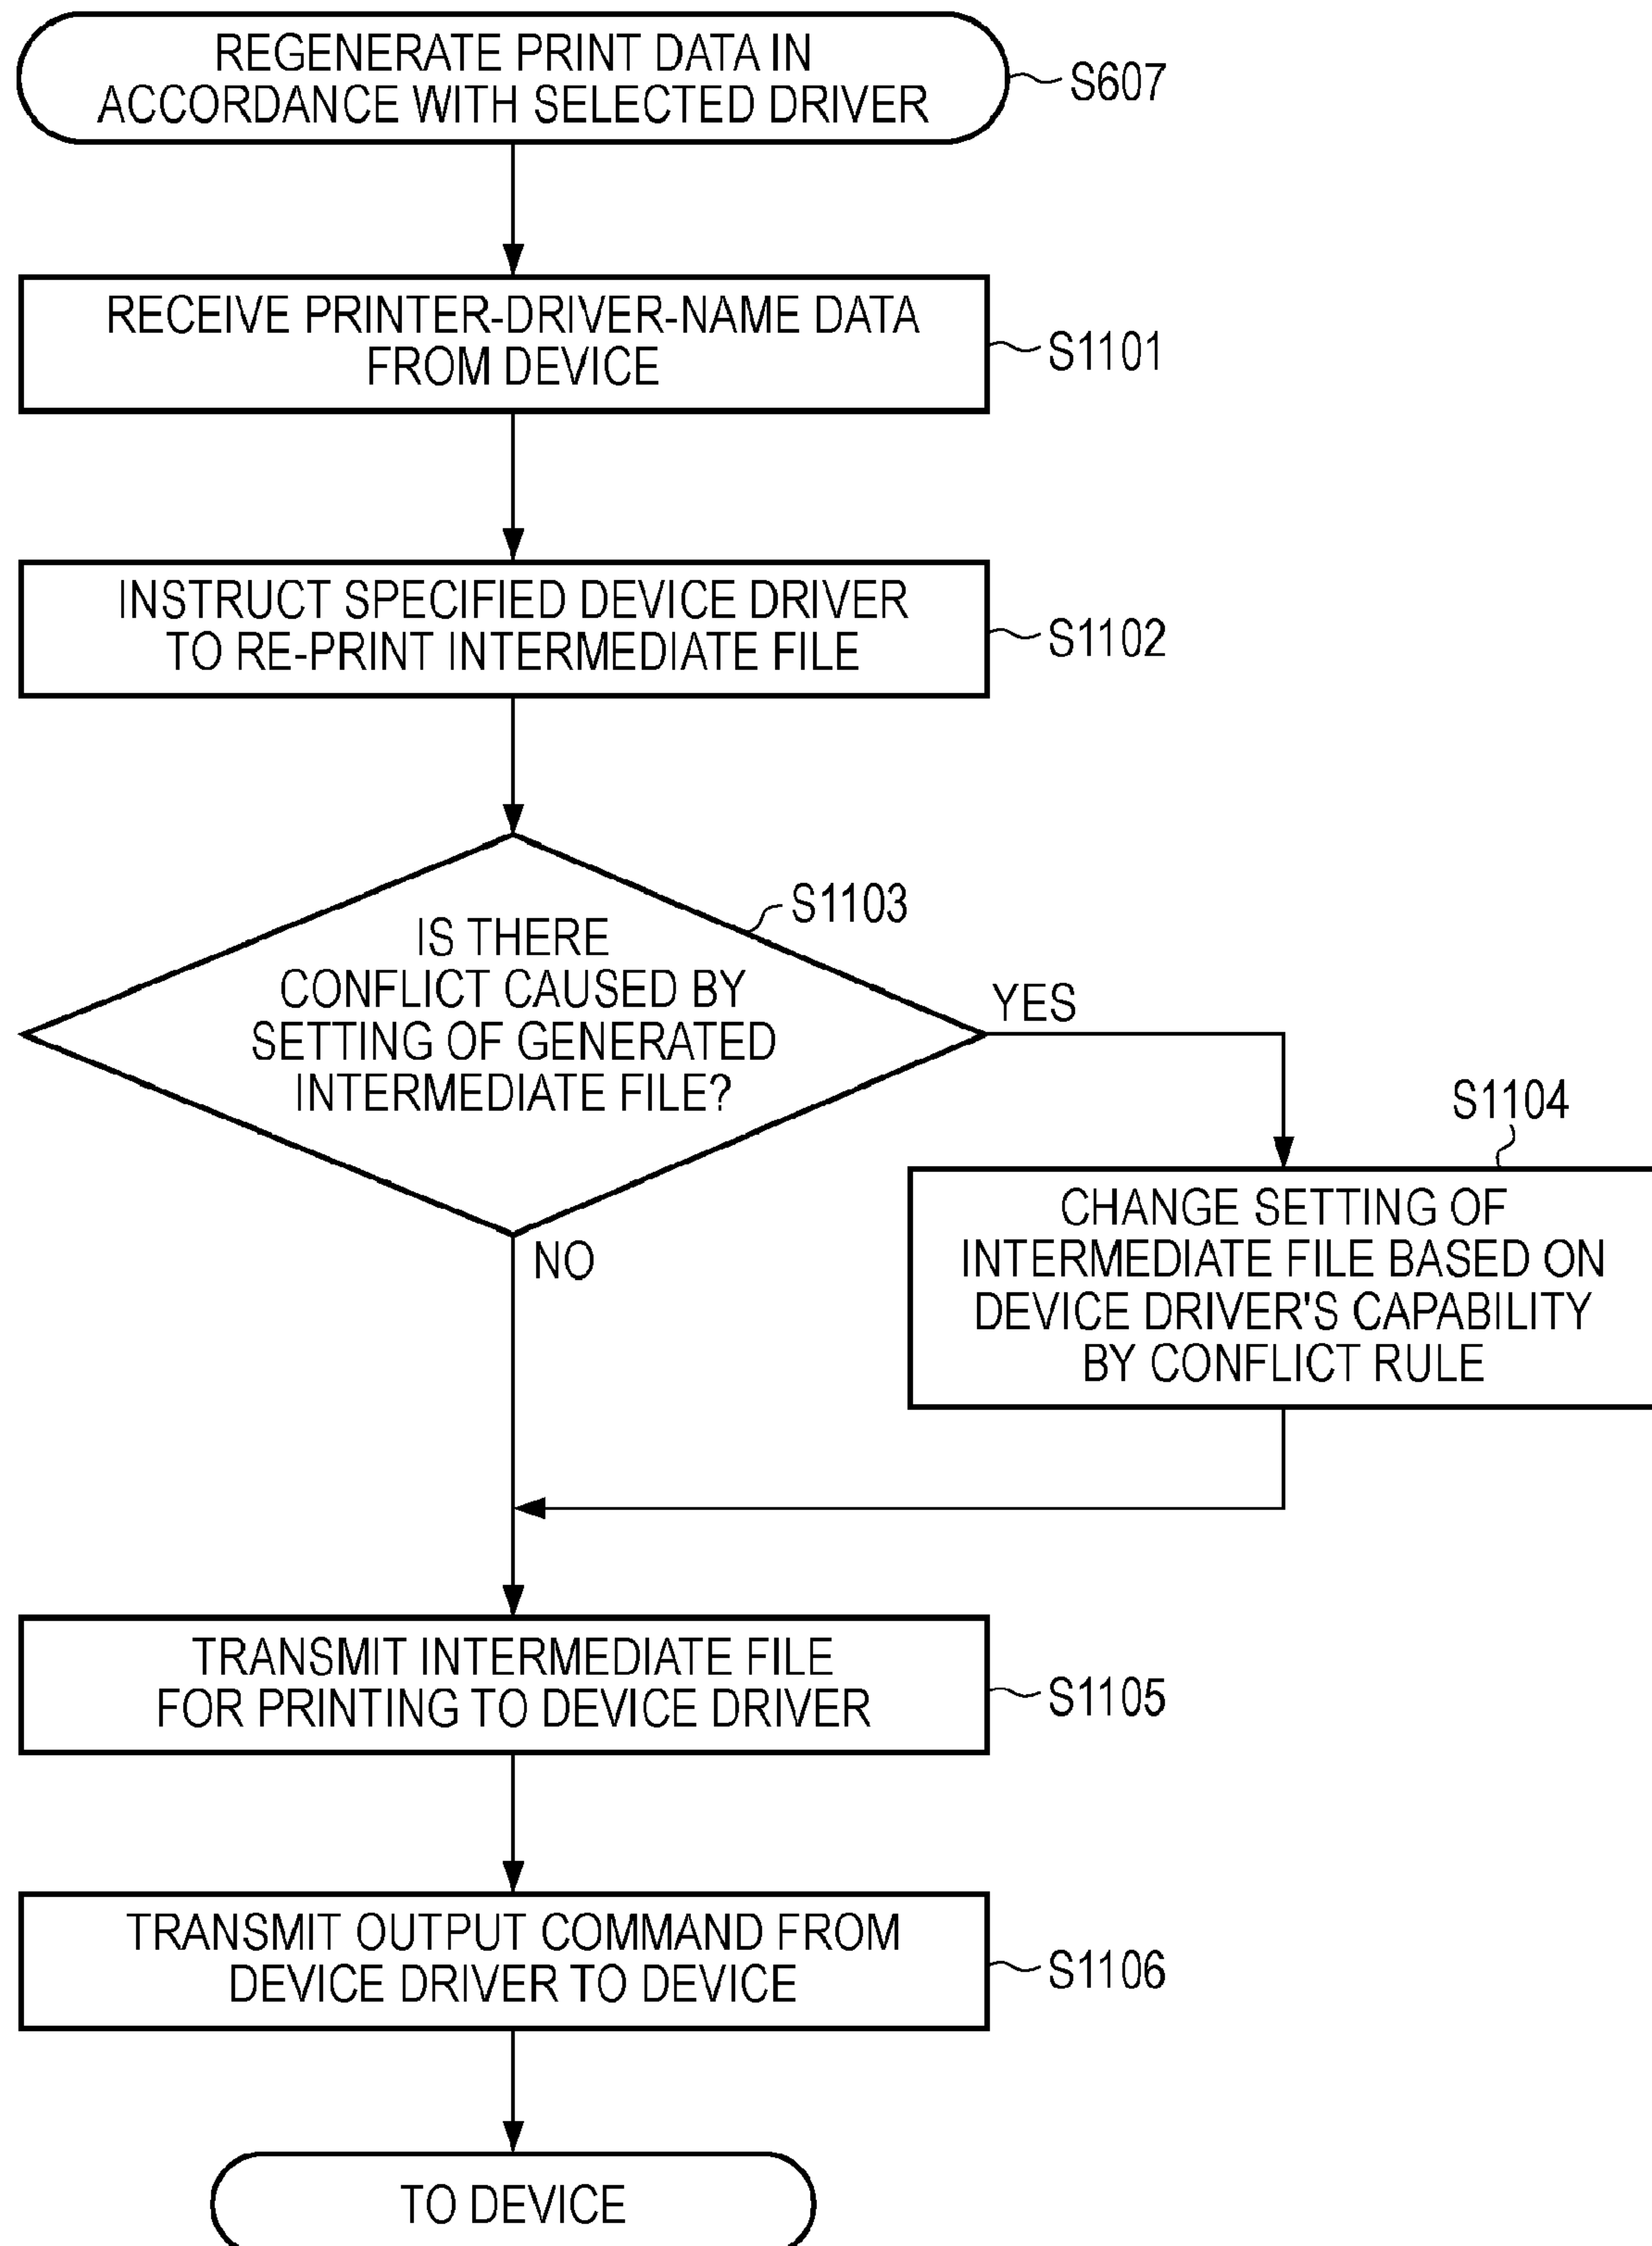 REGENERATE PRINT DATA IN
ACCORDANCE WITH SELECTED DRIVER
S607
RECEIVE PRINTER-DRIVER-NAME DATA
FROM DEVICE
S1101
INSTRUCT SPECIFIED DEVICE DRIVER
TO RE-PRINT INTERMEDIATE FILE
S1102
S1103
IS THERE
CONFLICT CAUSED BY
SETTING OF GENERATED
INTERMEDIATE FILE?
YES
NO
S1104
CHANGE SETTING OF
INTERMEDIATE FILE BASED ON
DEVICE DRIVER'S CAPABILITY
BY CONFLICT RULE
TRANSMIT INTERMEDIATE FILE
FOR PRINTING TO DEVICE DRIVER
S1105
TRANSMIT OUTPUT COMMAND FROM
DEVICE DRIVER TO DEVICE
S1106
TO DEVICE